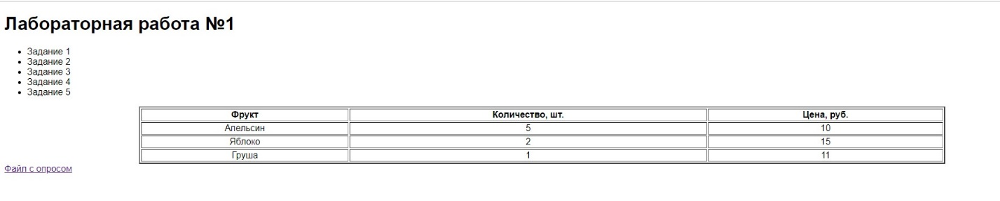 Лабораторная работа №1
Задание 1
Задание 2
Задание 3
Задание 4
Задание 5
Фрукт Количество, шт. Цена, руб.
Апельсин 5 10
Яблоко 2 15
Груша 1 11
Файл с опросом